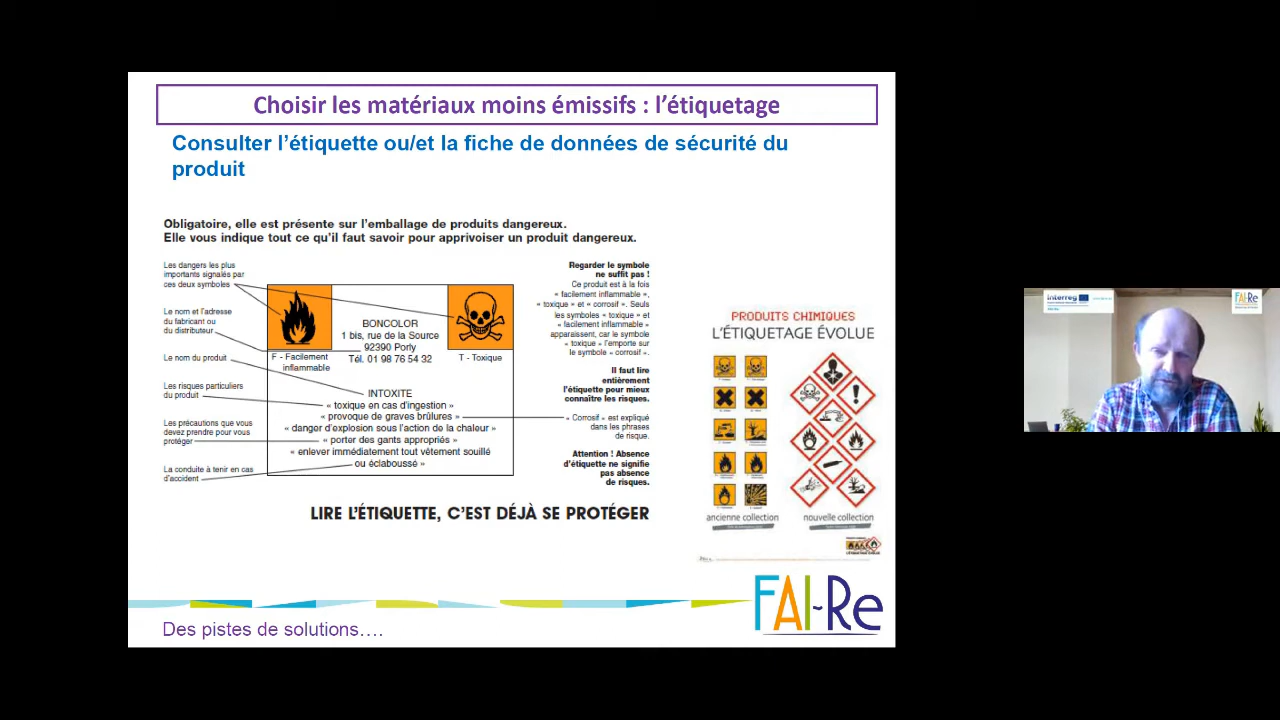 Choisir les matériaux moins émissifs : l'étiquetage
Consulter l'étiquette ou/et la fiche de données de sécurité du
produit
Obligatoire, elle est présente sur l'emballage de produits dangereux.
Elle vous indique tout ce qu'il faut savoir pour apprivoiser un produit dangereux.
Les dangers les plus
importants signalés par
ces deux symboles
Le nom et l'adresse
du fabricant ou
du distributeur
Le nom du produit
Les risques particuliers
du produit
Les précautions que vous
devez prendre pour vous
protéger
La conduite à tenir en cas
d'accident
F - Facilement
inflammable
BONCOLOR
1 bis, rue de la Source
92390 Porly
Tél. 01 98 76 54 32
T - Toxique
INTOXITE
« toxique en cas d'ingestion »
« provoque de graves brûlures »
« danger d'explosion sous l'action de la chaleur »
« porter des gants appropriés »
« enlever immédiatement tout vêtement souillé
ou éclaboussé »
Regarder le symbole
ne suffit pas !
Ce produit est à la fois
« facilement inflammable »,
« toxique » et « corrosif ». Seuls
les symboles « toxique » et
« facilement inflammable »
apparaissent, car le symbole
« toxique » l'emporte sur
le symbole « corrosif ».
Il faut lire
entièrement
l'étiquette pour mieux
connaître les risques.
« Corrosif » est expliqué
dans les phrases
de risque.
Attention ! Absence
d'étiquette ne signifie
pas absence
de risques.
LIRE L'ÉTIQUETTE, C'EST DÉJÀ SE PROTÉGER
PRODUITS CHIMIQUES
L'ÉTIQUETAGE ÉVOLUE
ancienne collection
nouvelle collection
FAI~Re
Des pistes de solutions….
Interreg
FAI-Re